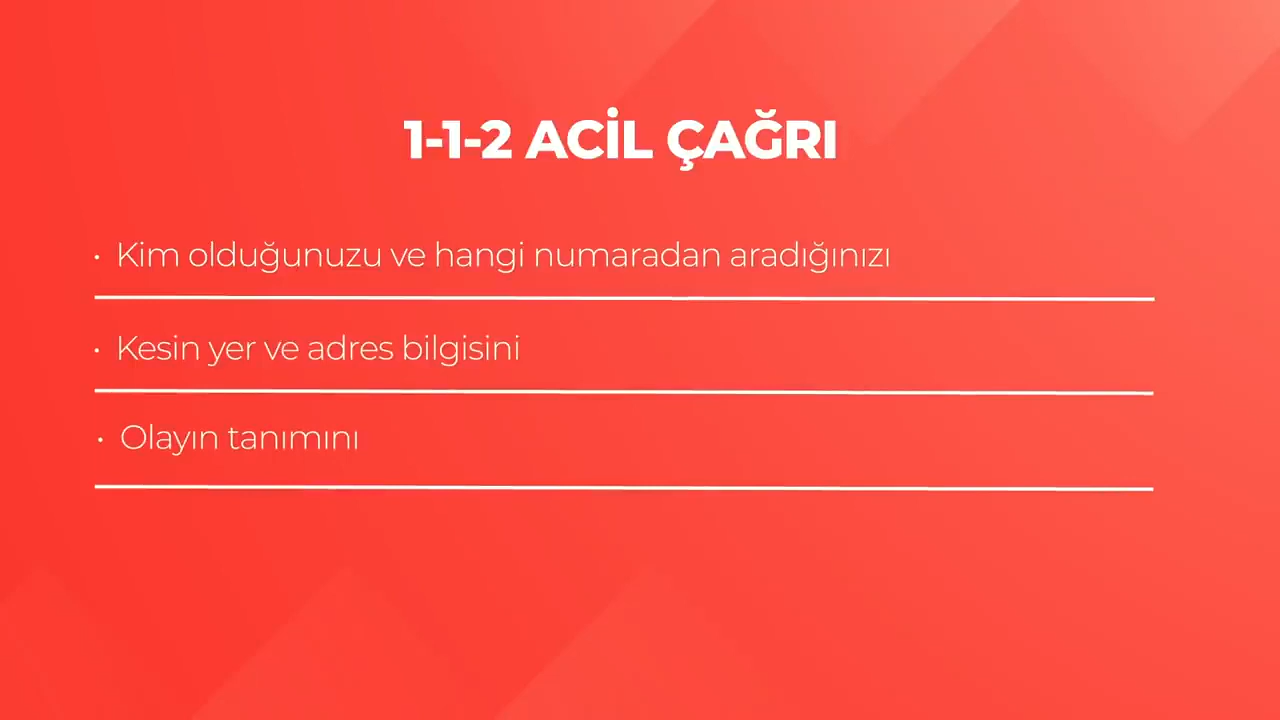 1-1-2 ACİL ÇAĞRI
• Kim olduğunuzu ve hangi numaradan aradığınızı
• Kesin yer ve adres bilgisini
• Olayın tanımını